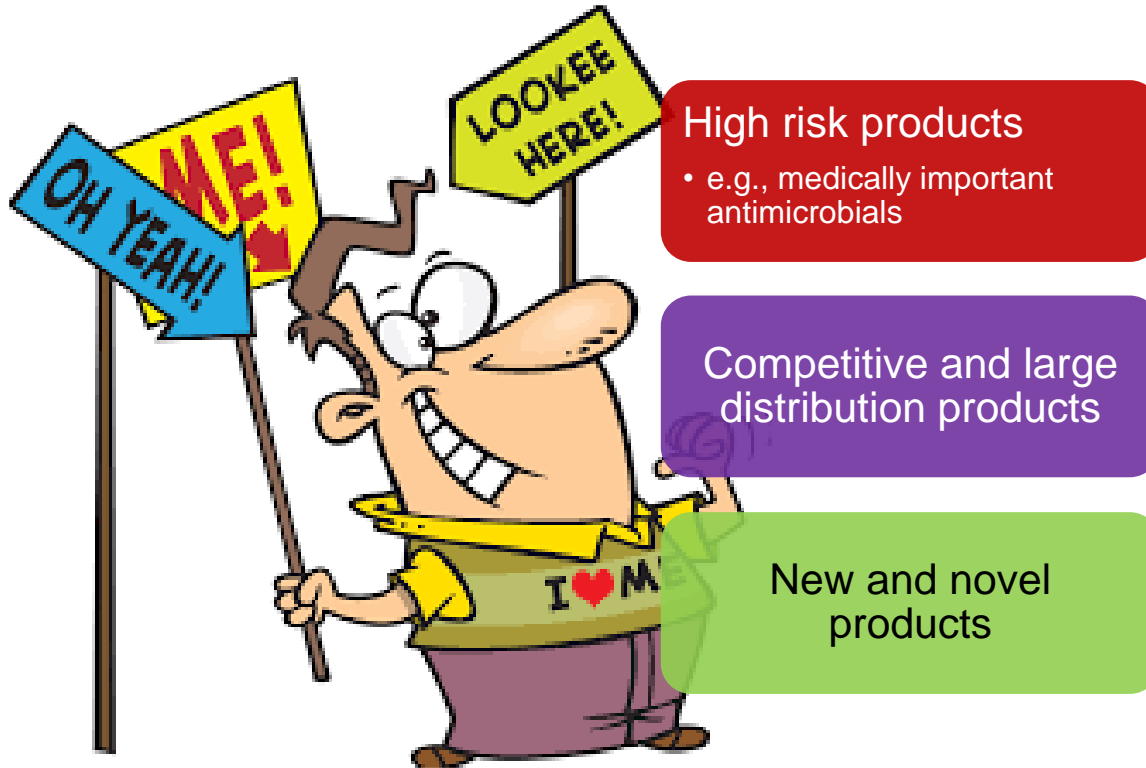 OH YEAH!
ME!
LOOKEE
HERE!
I ❤ ME
High risk products
• e.g., medically important
antimicrobials
Competitive and large
distribution products
New and novel
products